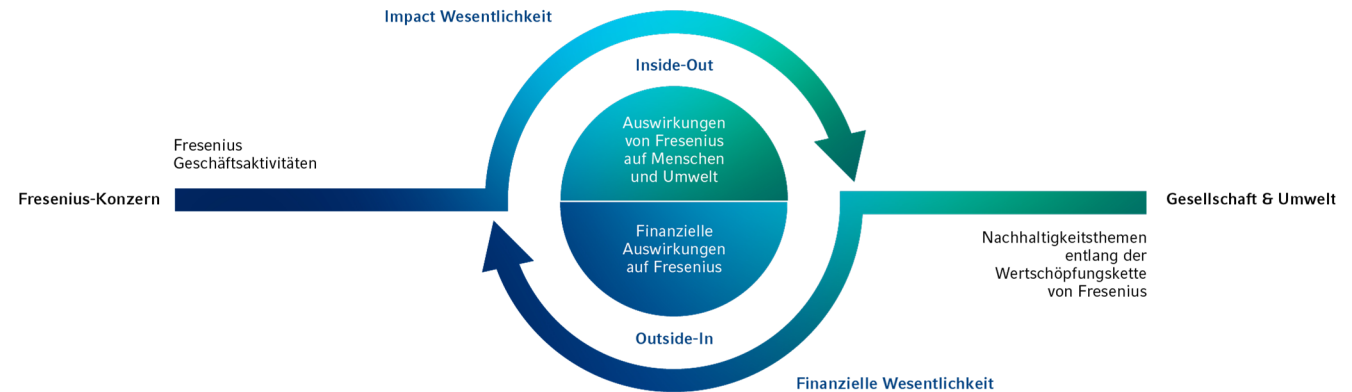 Impact Wesentlichkeit
Inside-Out
Fresenius
Geschäftsaktivitäten
Fresenius-Konzern
Auswirkungen
von Fresenius
auf Menschen
und Umwelt
Finanzielle
Auswirkungen
auf Fresenius
Gesellschaft & Umwelt
Nachhaltigkeitsthemen
entlang der
Wertschöpfungskette
von Fresenius
Outside-In
Finanzielle Wesentlichkeit